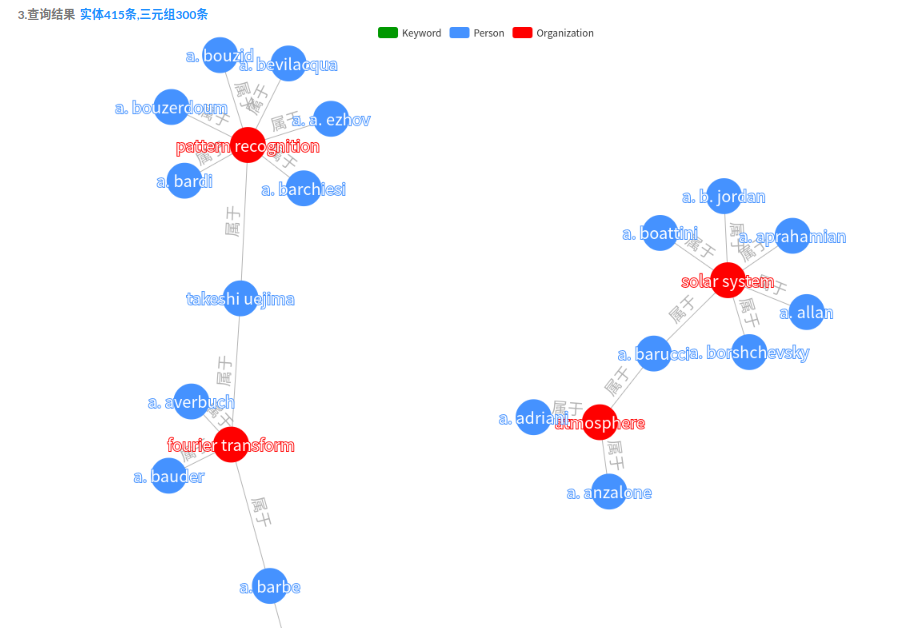 3.查询结果 实体415条,三元组300条
Keyword Person Organization
a. bouzid
a. bevilacqua
属于
属于
a. bouzerdoum
属于
属于
a. a. ezhov
pattern recognition
属于
属于
a. bardi
a. barchiesi
属于
takeshi uejima
属于
a. averbuch
属于
fourier transform
属于
a. bauder
属于
a. barbe
a. b. jordan
a. boattini
属于
属于
a. aprahamian
属于
solar system
属于
属于
属于
a. allan
a. barucci
a. borshchevsky
属于
a. adriani
属于
atmosphere
属于
a. anzalone